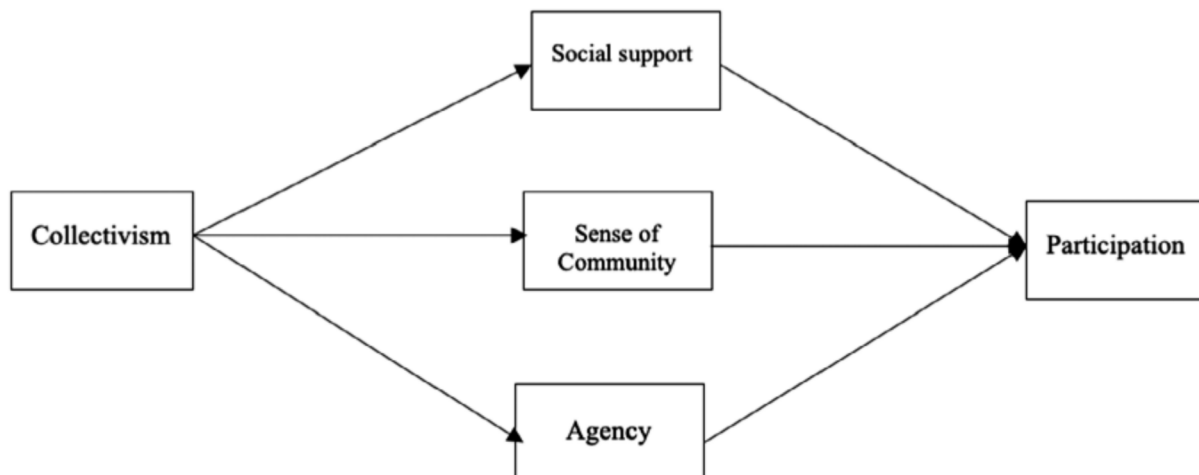 Social support
Collectivism
Sense of
Community
Participation
Agency